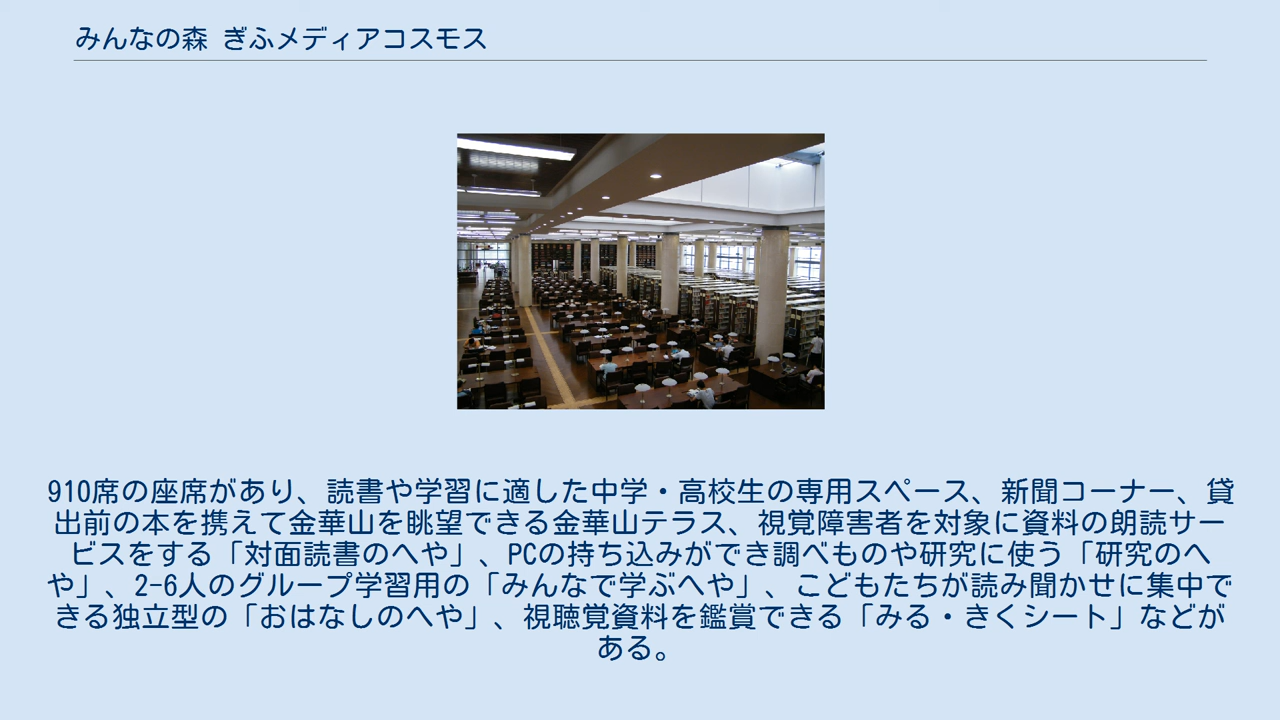 みんなの森 ぎふメディアコスモス
910席の座席があり、読書や学習に適した中学・高校生の専用スペース、新聞コーナー、貸
出前の本を携えて金華山を眺望できる金華山テラス、視覚障害者を対象に資料の朗読サー
ビスをする「対面読書のへや」、PCの持ち込みができ調べものや研究に使う「研究のへ
や」、2-6人のグループ学習用の「みんなで学ぶへや」、こどもたちが読み聞かせに集中で
きる独立型の「おはなしのへや」、視聴覚資料を鑑賞できる「みる・きくシート」などが
ある。